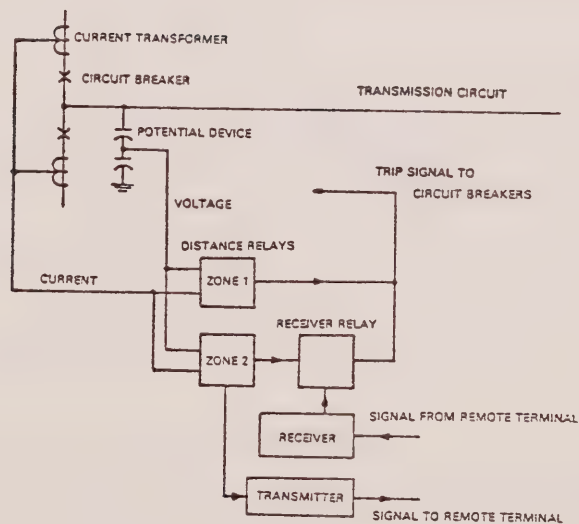 CURRENT TRANSFORMER
CIRCUIT BREAKER
TRANSMISSION CIRCUIT
POTENTIAL DEVICE
TRIP SIGNAL TO
CIRCUIT BREAKERS
VOLTAGE
DISTANCE RELAYS
CURRENT
ZONE 1
RECEIVER RELAY
ZONE 2
SIGNAL FROM REMOTE TERMINAL
RECEIVER
TRANSMITTER
SIGNAL TO REMOTE TERMINAL